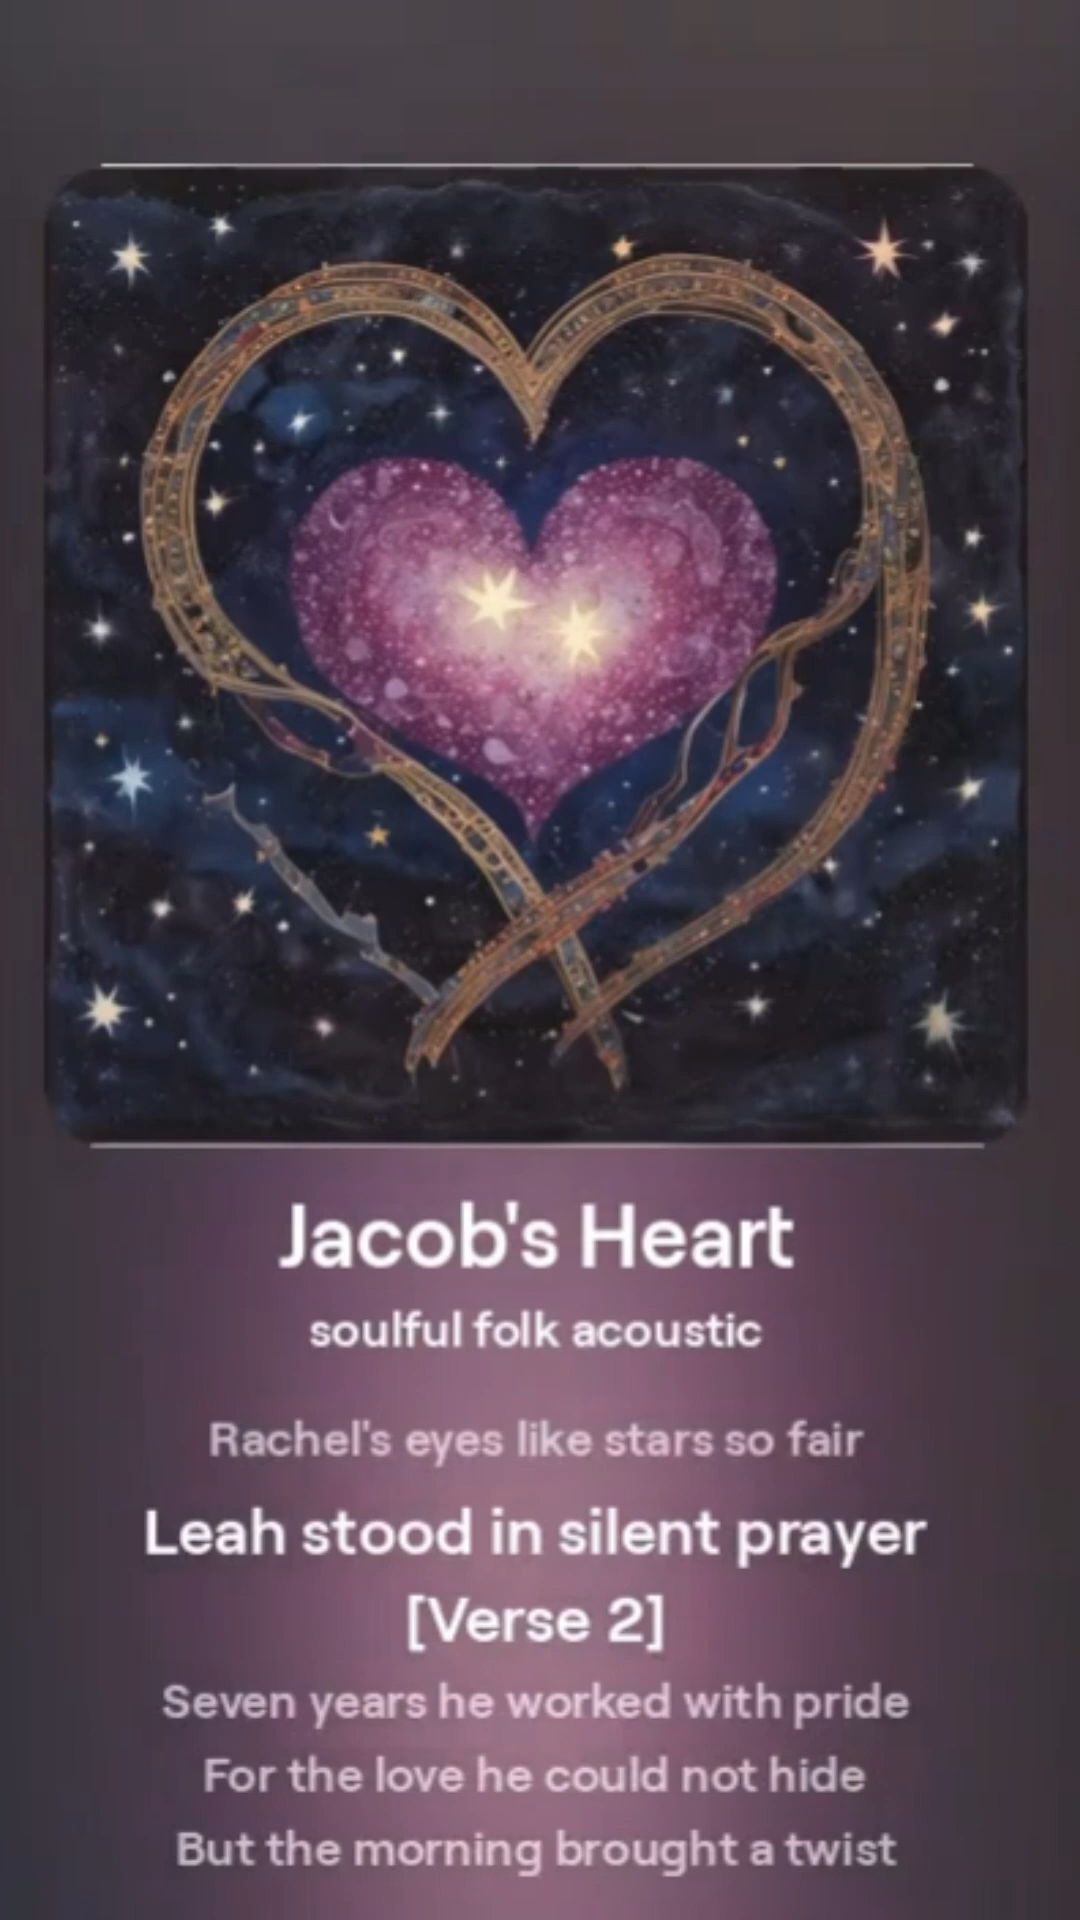 Jacob's Heart
soulful folk acoustic
Rachel's eyes like stars so fair
Leah stood in silent prayer
[Verse 2]
Seven years he worked with pride
For the love he could not hide
But the morning brought a twist